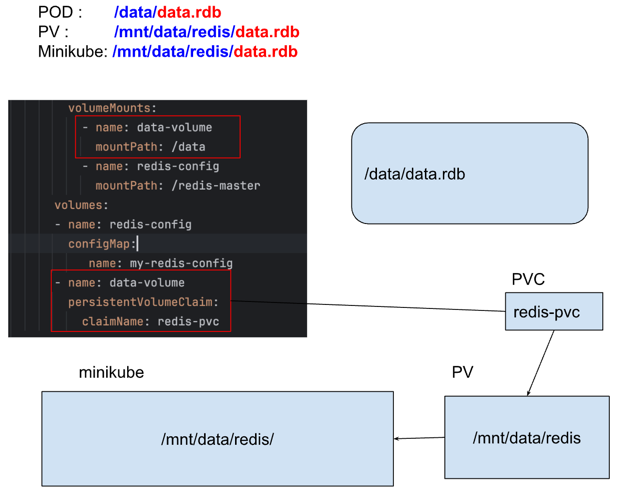 POD : /data/data.rdb
PV : /mnt/data/redis/data.rdb
Minikube: /mnt/data/redis/data.rdb
volumeMounts:
- name: data-volume
mountPath: /data
- name: redis-config
mountPath: /redis-master
volumes:
- name: redis-config
configMap:
name: my-redis-config
- name: data-volume
persistentVolumeClaim:
claimName: redis-pvc
/data/data.rdb
PVC
redis-pvc
minikube
PV
/mnt/data/redis/
/mnt/data/redis